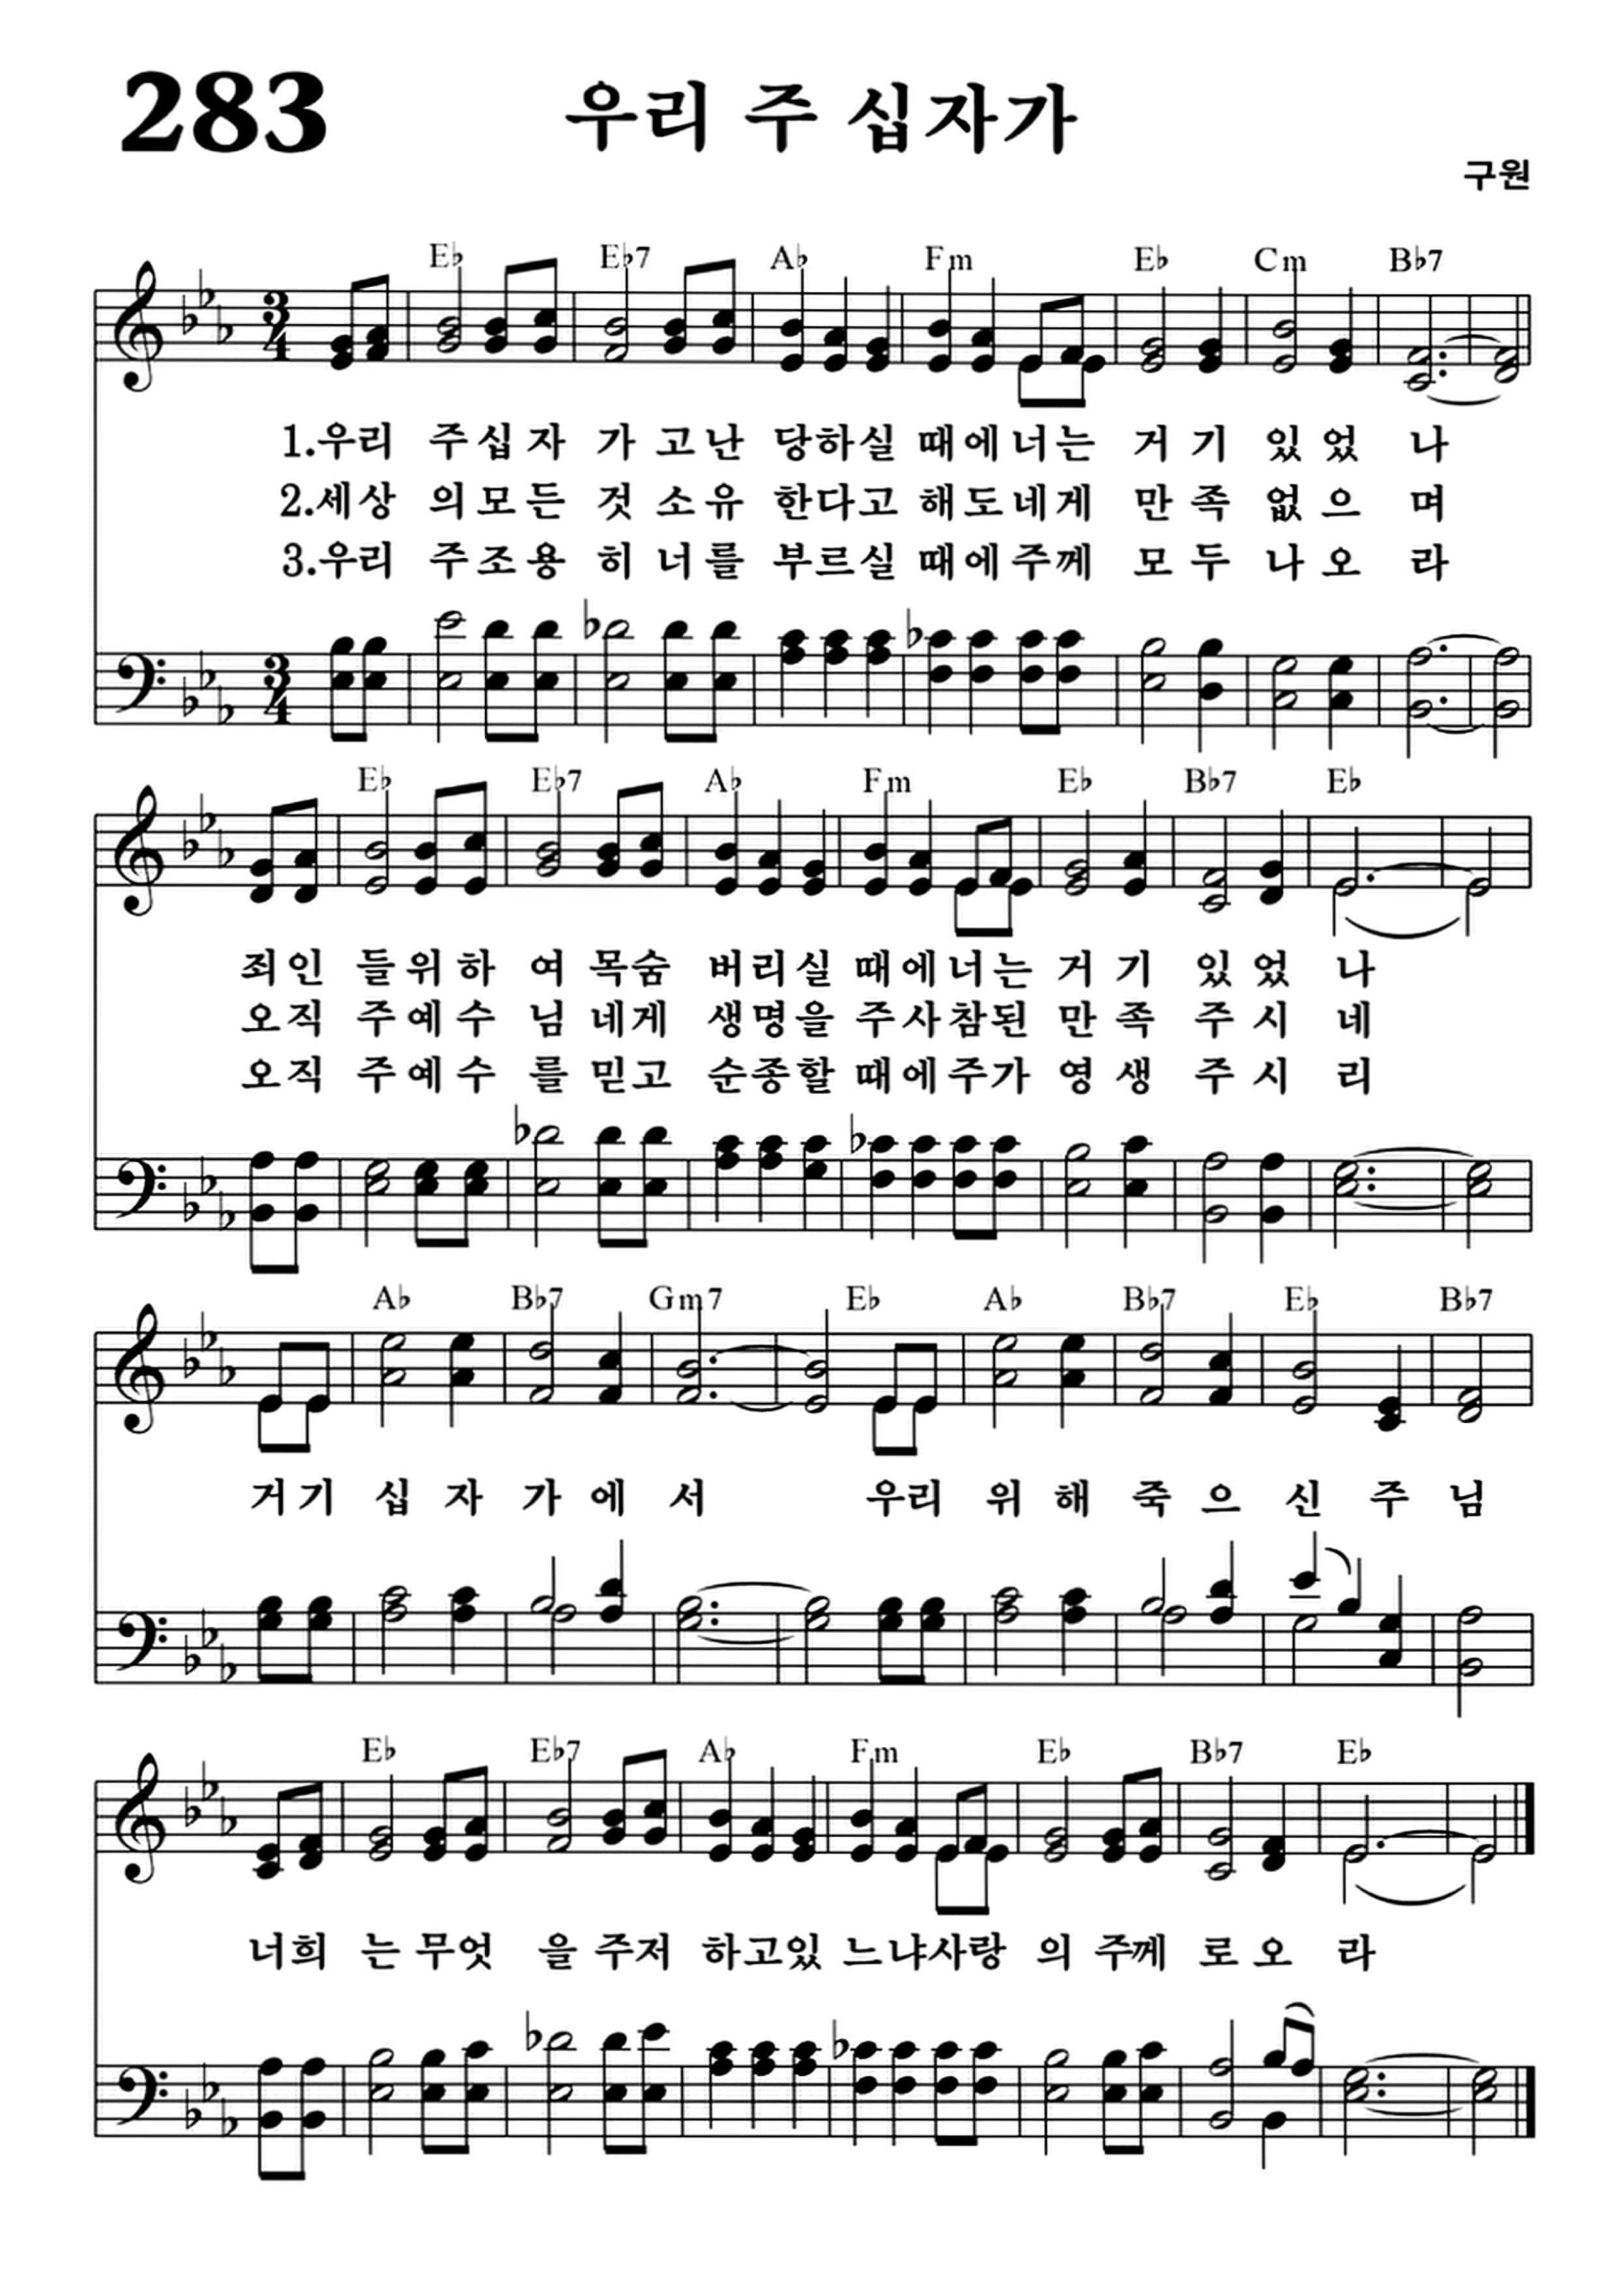 283
우리 주 십자가
구원
E♭ E♭7 A♭ Fm E♭ Cm B♭7
3 4
1.우리 주십자 가 고난 당하실 때에너는 거 기 있 었 나
2.세상 의모든 것 소유 한다고 해도네게 만 족 없 으 며
3.우리 주조용 히 너를 부르실 때에주께 모 두 나 오 라
3 4
E♭ E♭7 A♭ Fm E♭ B♭7 E♭
죄인 들위하 여 목숨 버리실 때에너는 거 기 있 었 나
오직 주예수 님 네게 생명을 주사참된 만 족 주 시 네
오직 주예수 를 믿고 순종할 때에주가 영 생 주 시 리
A♭ B♭7 Gm7 E♭ A♭ B♭7 E♭ B♭7
거기 십 자 가 에 서 우리 위 해 죽 으 신 주 님
E♭ E♭7 A♭ Fm E♭ B♭7 E♭
너희 는 무엇 을 주저 하고있 느냐사랑 의 주께 로 오 라